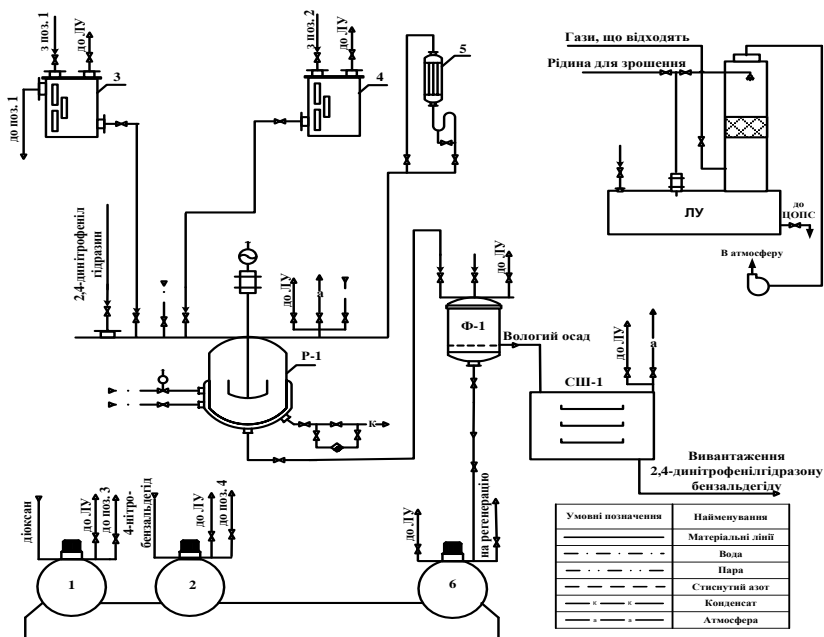 з поз. 1
до ЛУ
3
до поз. 1
з поз. 2
до ЛУ
4
5
Гази, що відходять
Рідина для зрошення
ЛУ
до
ЦОПС
В атмосферу
2,4-динітрофеніл
гідразин
до ЛУ
а
Р-1
к
до ЛУ
Ф-1
Вологий осад
СШ-1
до ЛУ
а
Вивантаження
2,4-динітрофенілгідразону
бензальдегіду
діоксан
до ЛУ
до поз. 3
1
4-нітро-
бензальдегід
до ЛУ
до поз. 4
2
до ЛУ
на регенерацію
6
Умовні позначення Найменування
Матеріальні лінії
Вода
Пара
Стиснутий азот
к к Конденсат
а а Атмосфера